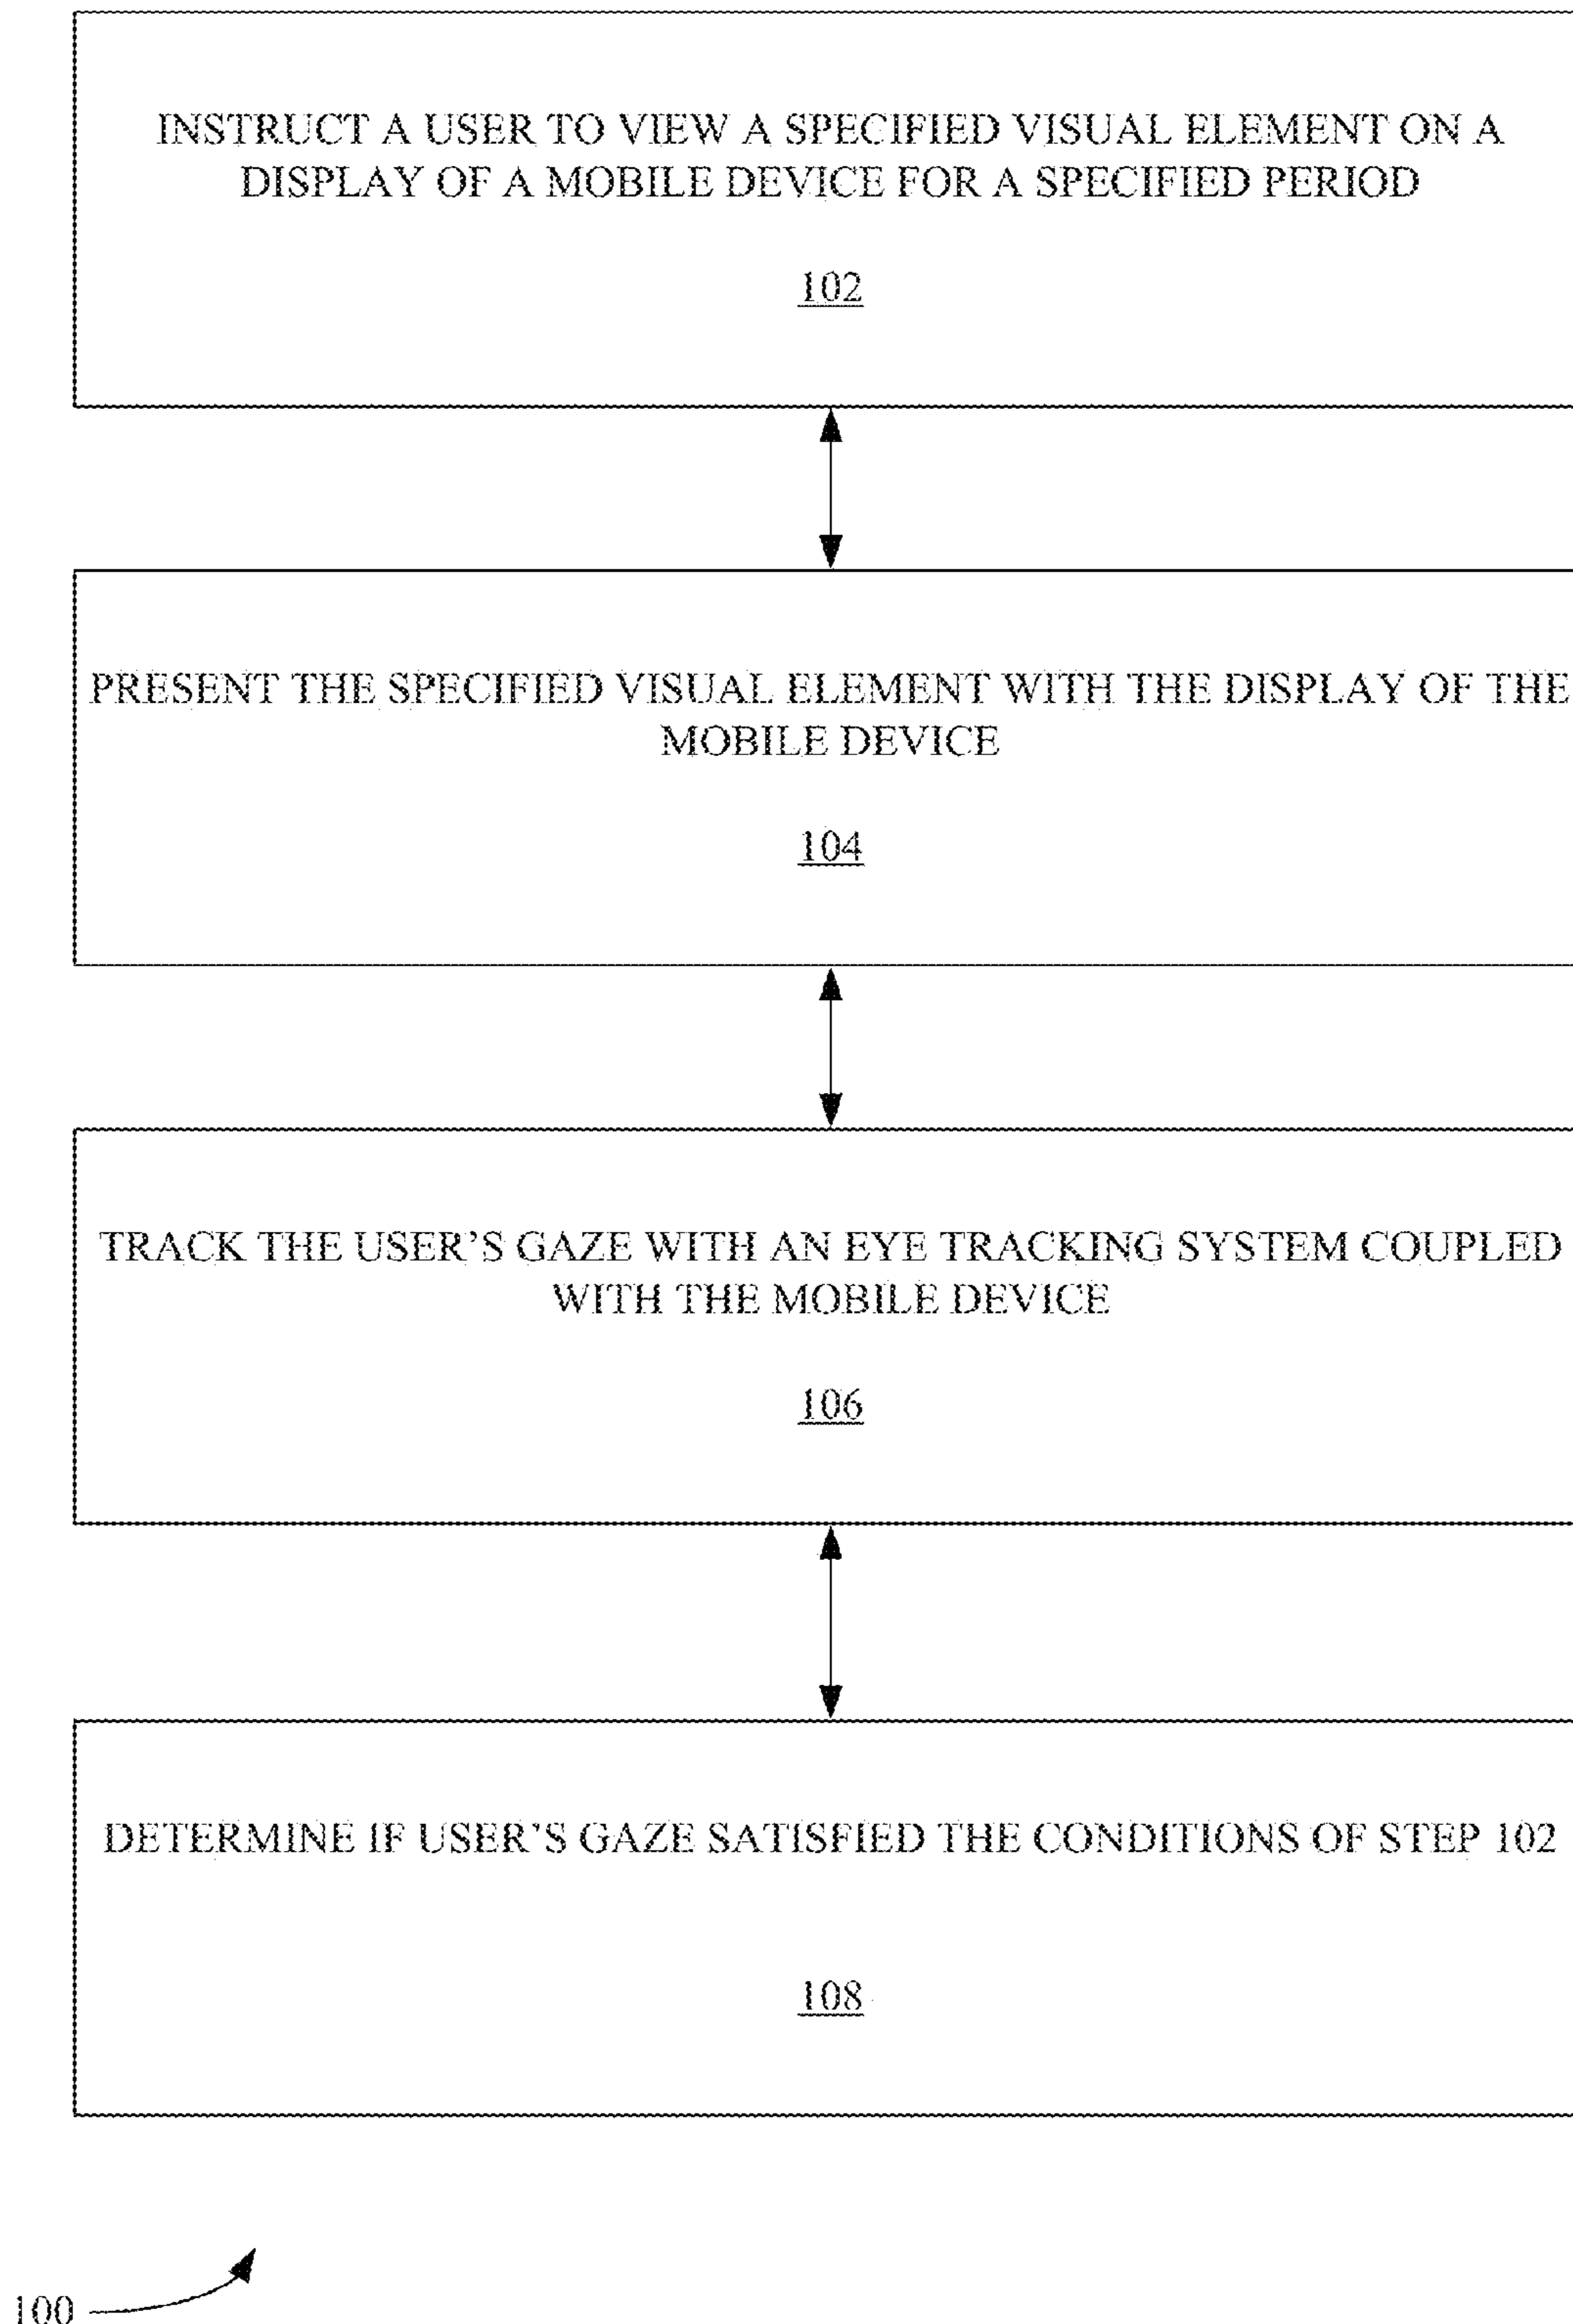 INSTRUCT A USER TO VIEW A SPECIFIED VISUAL ELEMENT ON A
DISPLAY OF A MOBILE DEVICE FOR A SPECIFIED PERIOD
102
PRESENT THE SPECIFIED VISUAL ELEMENT WITH THE DISPLAY OF THE
MOBILE DEVICE
104
TRACK THE USER’S GAZE WITH AN EYE TRACKING SYSTEM COUPLED
WITH THE MOBILE DEVICE
106
DETERMINE IF USER’S GAZE SATISFIED THE CONDITIONS OF STEP 102
108
100